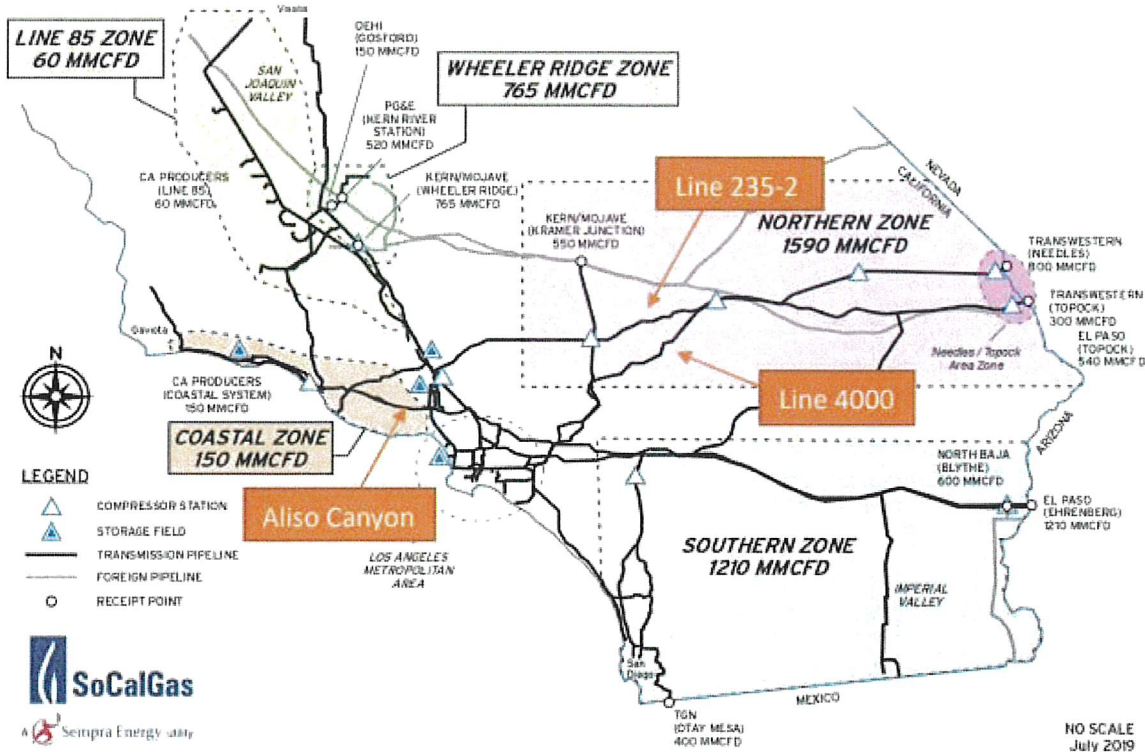 Visalia
LINE 85 ZONE
60 MMCFD
SAN
JOAQUIN
VALLEY
OEHI
(GOSFORD)
150 MMCFD
WHEELER RIDGE ZONE
765 MMCFD
PG&E
(KERN RIVER
STATION)
520 MMCFD
CA PRODUCERS
(LINE 85)
60 MMCFD
KERN/MOJAVE
(WHEELER RIDGE)
765 MMCFD
Line 235-2
NEVADA
CALIFORNIA
KERN/MOJAVE
(KRAMER JUNCTION)
550 MMCFD
NORTHERN ZONE
1590 MMCFD
TRANSWESTERN
(NEEDLES)
800 MMCFD
TRANSWESTERN
(TOPOCK)
300 MMCFD
EL PASO
(TOPOCK)
540 MMCFD
Needles / Topock
Area Zone
Gaviota
N
CA PRODUCERS
(COASTAL SYSTEM)
150 MMCFD
Line 4000
COASTAL ZONE
150 MMCFD
ARIZONA
NORTH BAJA
(BLYTHE)
600 MMCFD
EL PASO
(EHRENBERG)
1210 MMCFD
LEGEND
COMPRESSOR STATION
STORAGE FIELD
TRANSMISSION PIPELINE
FOREIGN PIPELINE
RECEIPT POINT
Aliso Canyon
LOS ANGELES
METROPOLITAN
AREA
SOUTHERN ZONE
1210 MMCFD
IMPERIAL
VALLEY
San
Diego
MEXICO
TGN
(OTAY MESA)
400 MMCFD
SoCalGas
A Sempra Energy utility
NO SCALE
July 2019